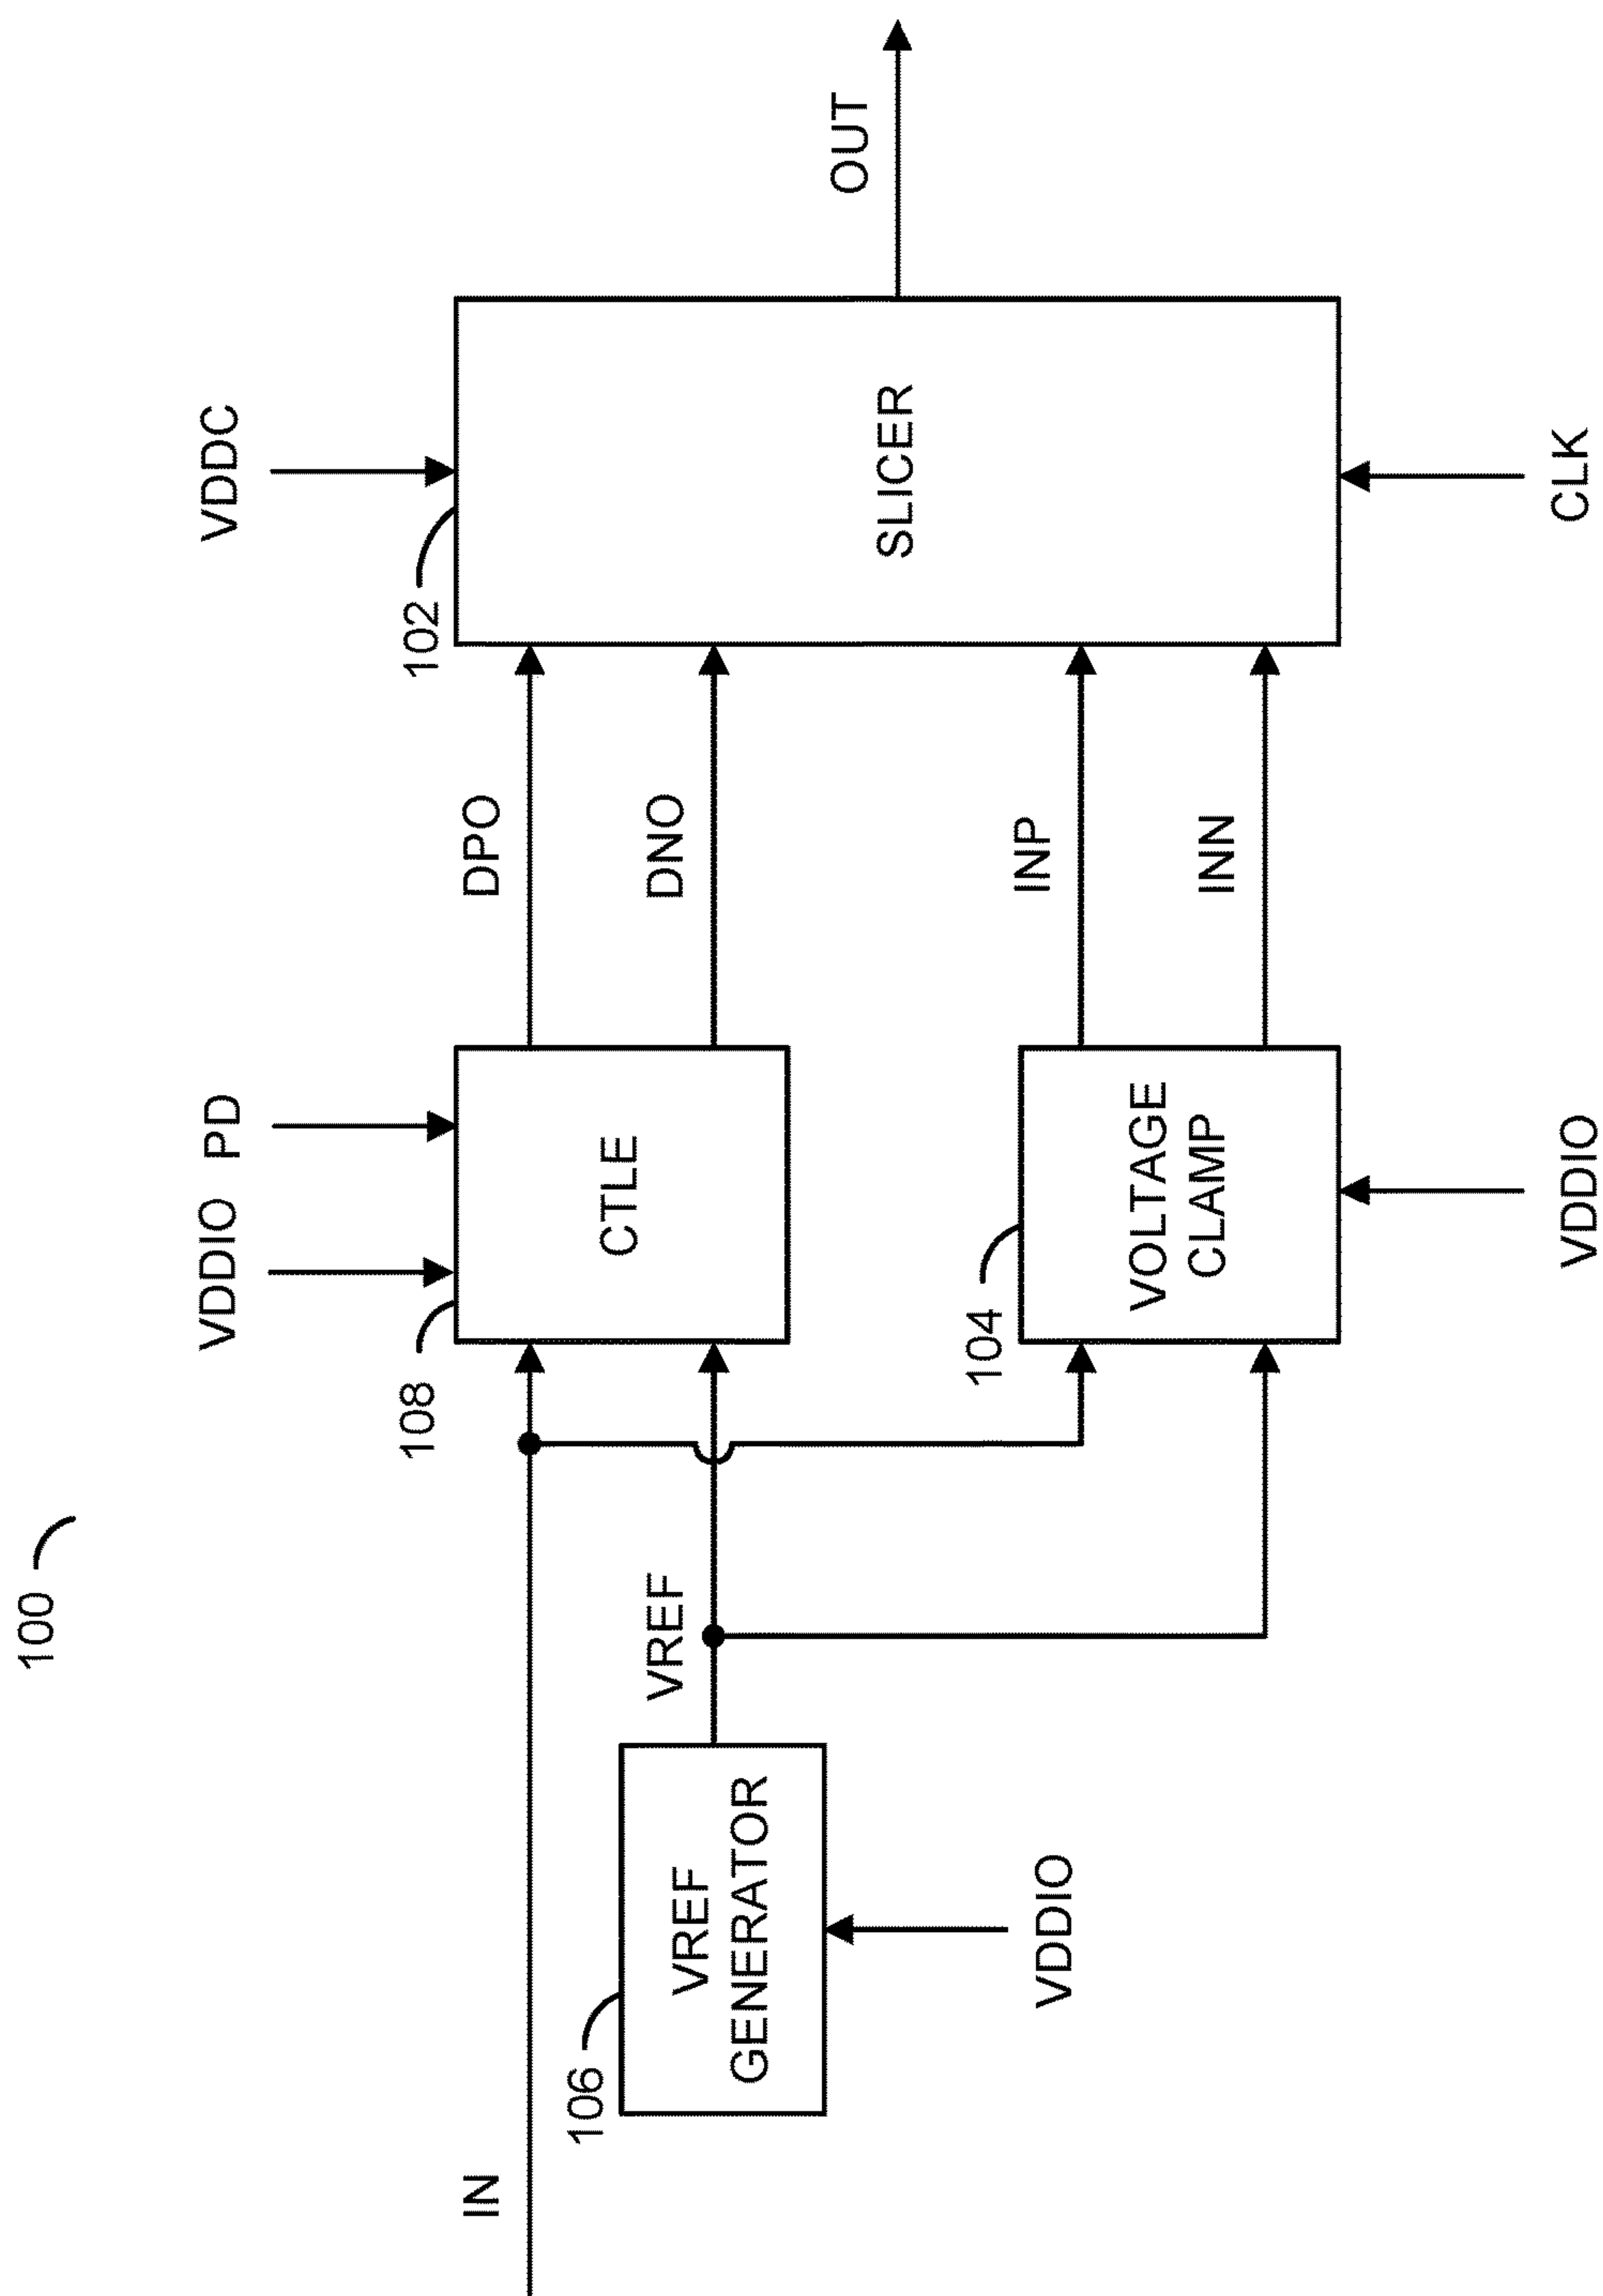 100
VDDIO
PD
VDDC
108
102
IN
DPO
CTLE
DNO
OUT
106
VREF
GENERATOR
VREF
SLICER
104
VOLTAGE
CLAMP
INP
INN
VDDIO
VDDIO
CLK